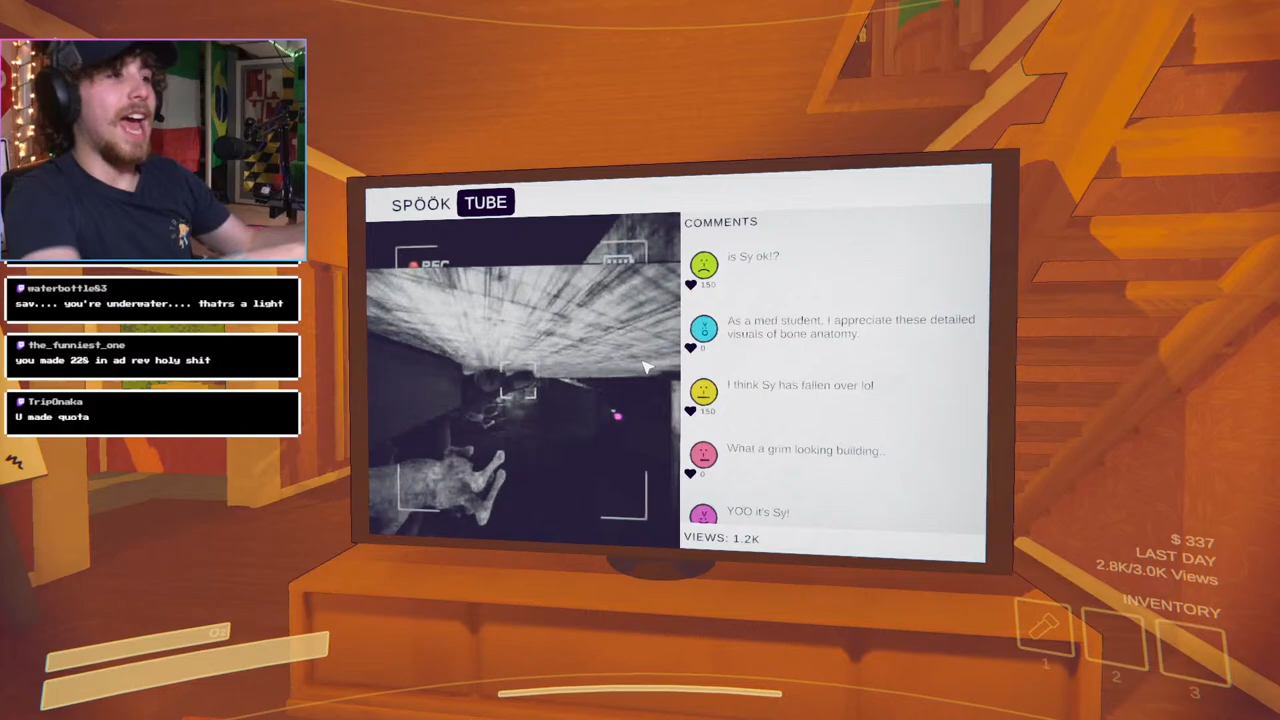 SPÖÖK TUBE
REC
COMMENTS
is Sy ok!?
150
As a med student, I appreciate these detailed
visuals of bone anatomy.
0
I think Sy has fallen over lol
150
What a grim looking building..
0
YOO it's Sy!
VIEWS: 1.2K
waterbottle83
sav.... you're underwater.... thatrs a light
the_funniest_one
you made 228 in ad rev holy shit
TripOnaka
U made quota
$ 337
LAST DAY
2.8K/3.0K Views
INVENTORY
1
2
3
O2